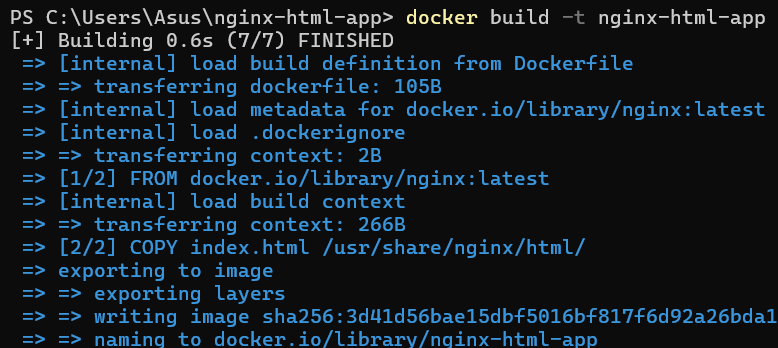 PS C:\Users\Asus\nginx-html-app> docker build -t nginx-html-app
[+] Building 0.6s (7/7) FINISHED
=> [internal] load build definition from Dockerfile
=> => transferring dockerfile: 105B
=> [internal] load metadata for docker.io/library/nginx:latest
=> [internal] load .dockerignore
=> => transferring context: 2B
=> [1/2] FROM docker.io/library/nginx:latest
=> [internal] load build context
=> => transferring context: 266B
=> [2/2] COPY index.html /usr/share/nginx/html/
=> exporting to image
=> => exporting layers
=> => writing image sha256:3d41d56bae15dbf5016bf817f6d92a26bda1
=> => naming to docker.io/library/nginx-html-app